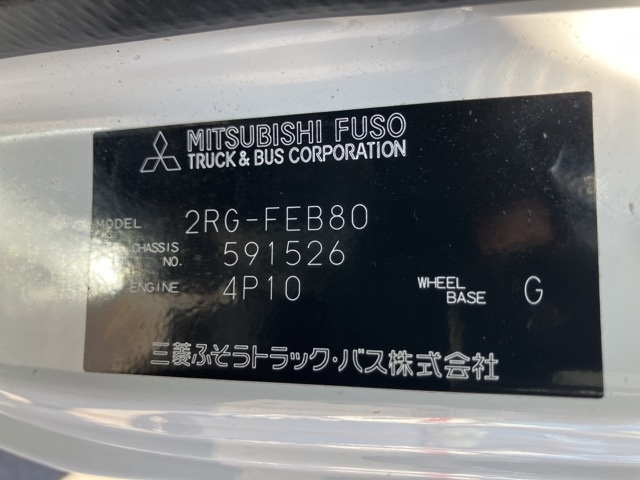 MITSUBISHI FUSO
TRUCK & BUS CORPORATION
MODEL 2RG-FEB80
CHASSIS NO. 591526
ENGINE 4P10 WHEEL BASE G
三菱ふそうトラック・バス株式会社